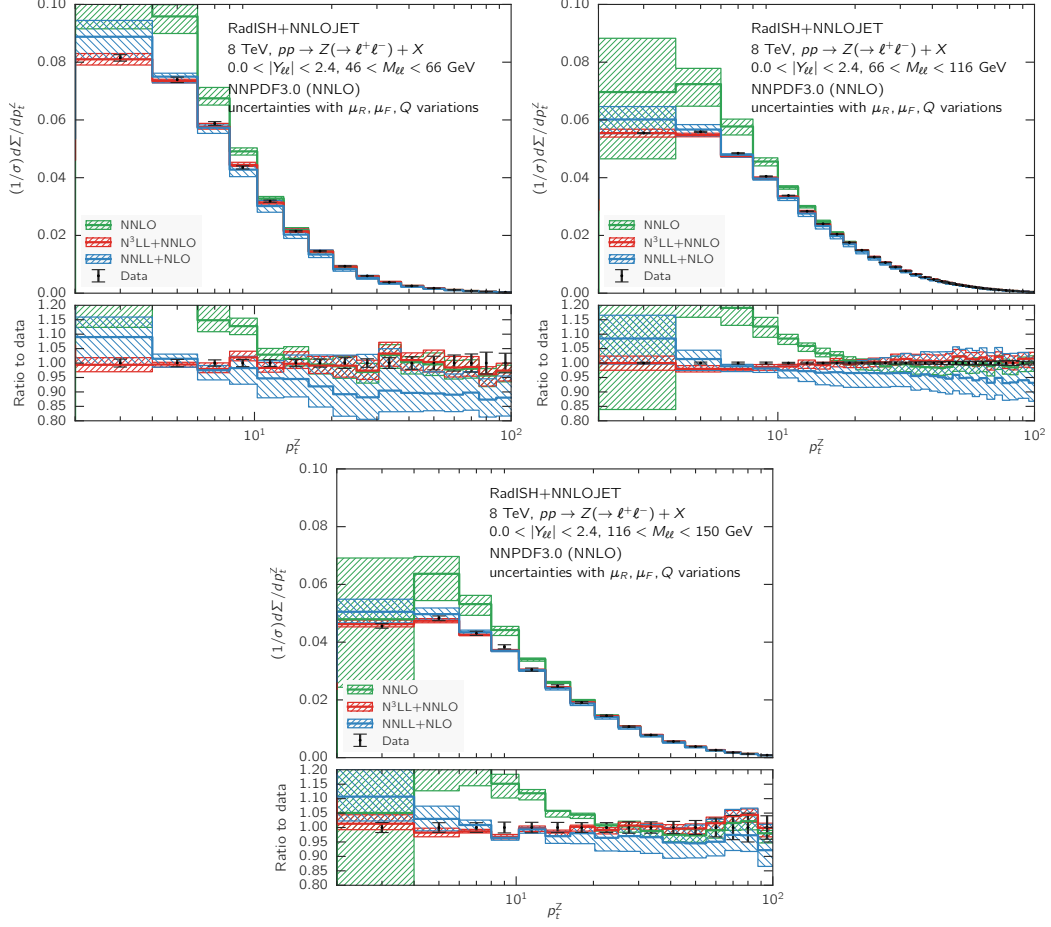 0.10
0.08
0.06
0.04
0.02
0.00
(1/σ)dΣ/dp_t^Z
RadISH+NNLOJET
8 TeV, pp → Z(→ ℓ⁺ℓ⁻) + X
0.0 < |Y_ℓℓ| < 2.4, 46 < M_ℓℓ < 66 GeV
NNPDF3.0 (NNLO)
uncertainties with μ_R, μ_F, Q variations
NNLO
N³LL+NNLO
NNLL+NLO
Data
1.20
1.15
1.10
1.05
1.00
0.95
0.90
0.85
0.80
Ratio to data
10¹
10²
p_t^Z
0.10
0.08
0.06
0.04
0.02
0.00
(1/σ)dΣ/dp_t^Z
RadISH+NNLOJET
8 TeV, pp → Z(→ ℓ⁺ℓ⁻) + X
0.0 < |Y_ℓℓ| < 2.4, 66 < M_ℓℓ < 116 GeV
NNPDF3.0 (NNLO)
uncertainties with μ_R, μ_F, Q variations
NNLO
N³LL+NNLO
NNLL+NLO
Data
1.20
1.15
1.10
1.05
1.00
0.95
0.90
0.85
0.80
Ratio to data
10¹
10²
p_t^Z
0.10
0.08
0.06
0.04
0.02
0.00
(1/σ)dΣ/dp_t^Z
RadISH+NNLOJET
8 TeV, pp → Z(→ ℓ⁺ℓ⁻) + X
0.0 < |Y_ℓℓ| < 2.4, 116 < M_ℓℓ < 150 GeV
NNPDF3.0 (NNLO)
uncertainties with μ_R, μ_F, Q variations
NNLO
N³LL+NNLO
NNLL+NLO
Data
1.20
1.15
1.10
1.05
1.00
0.95
0.90
0.85
0.80
Ratio to data
10¹
10²
p_t^Z